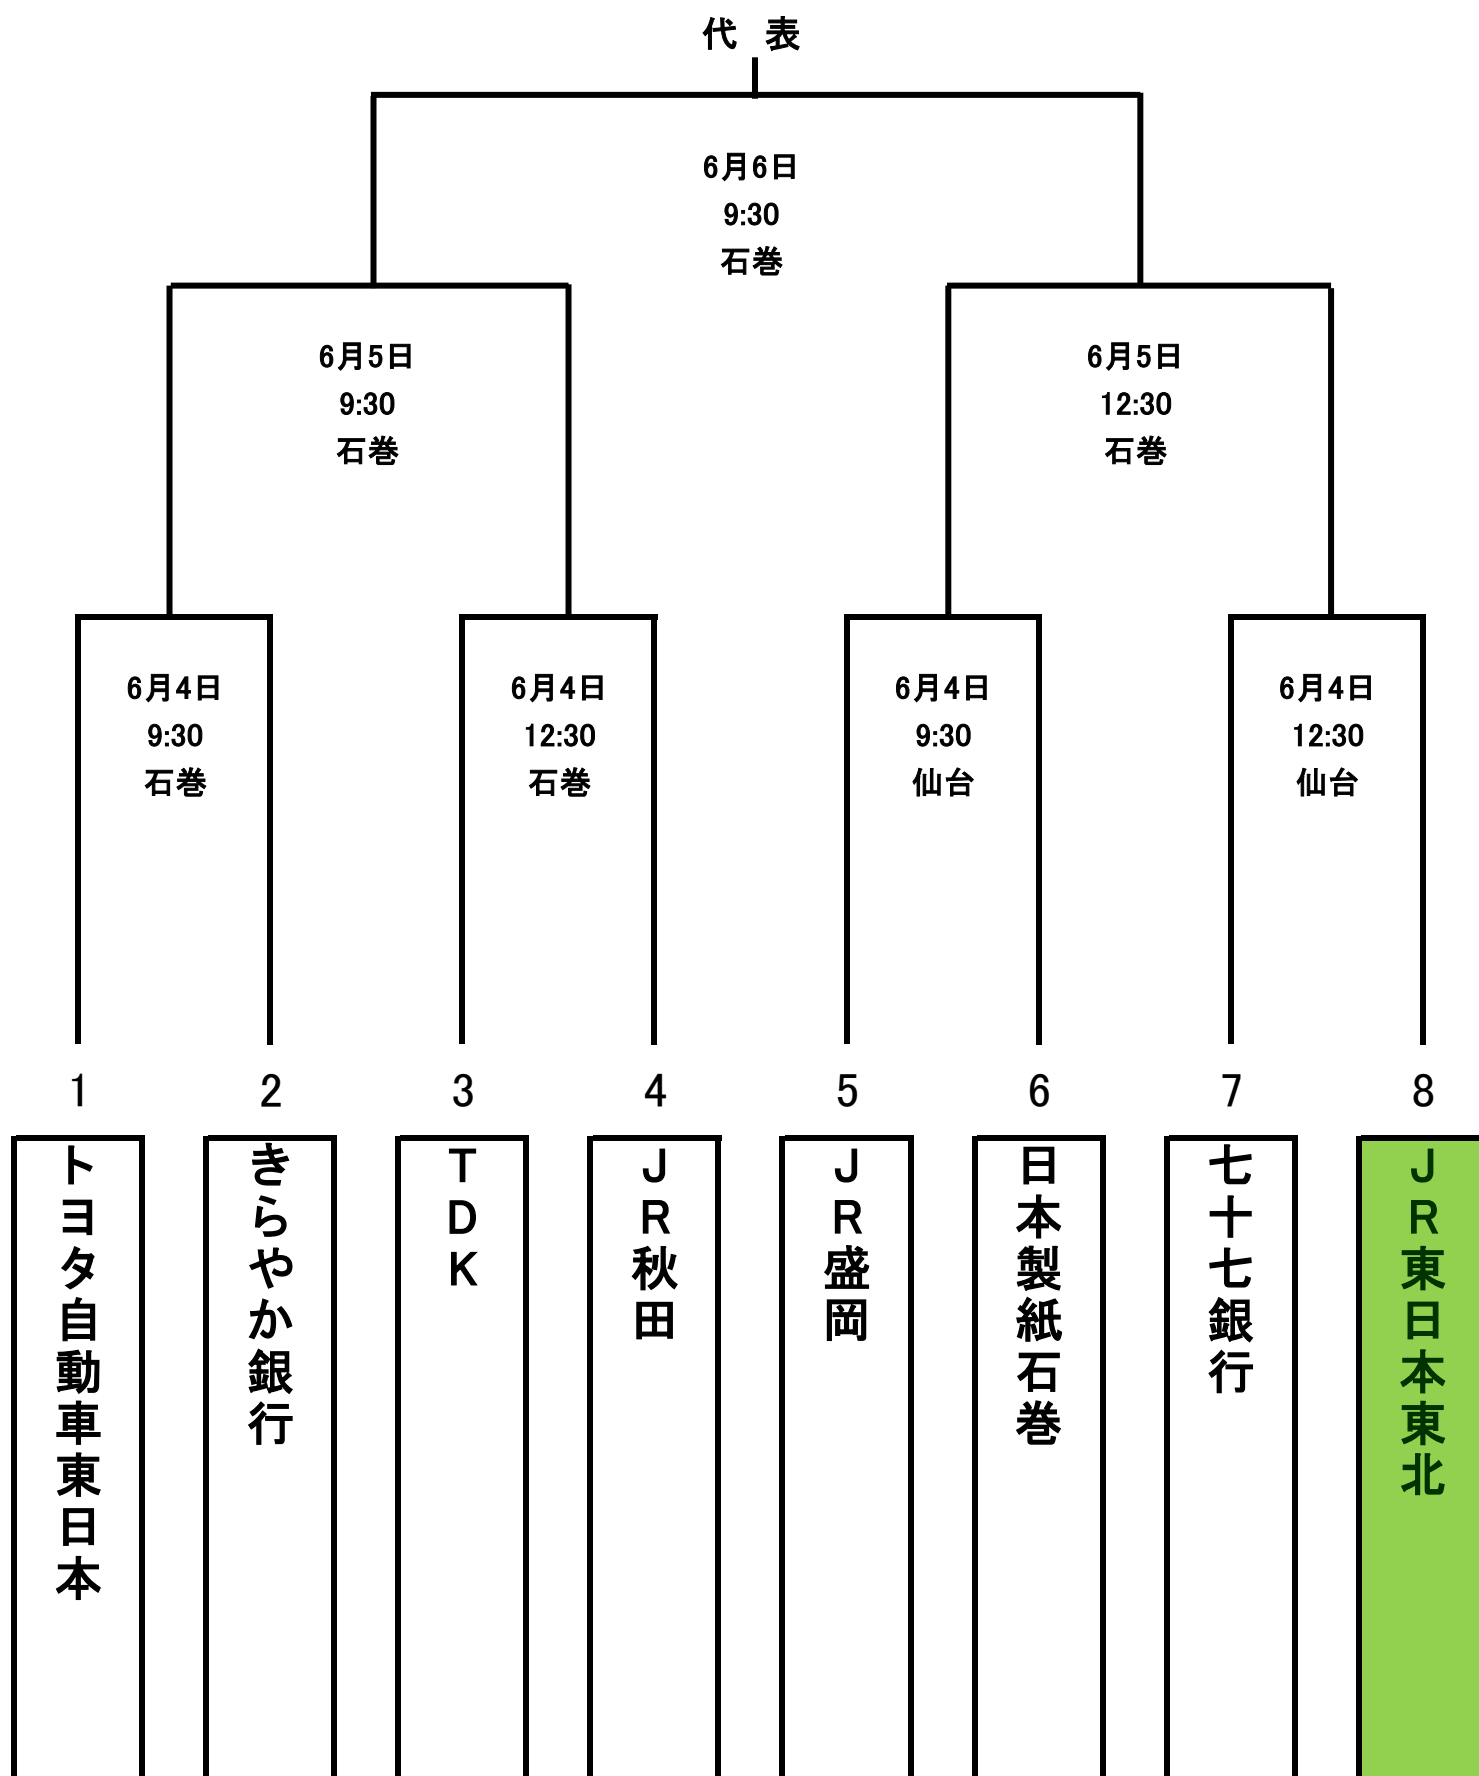 代 表
6月6日
9:30
石巻
6月5日
9:30
石巻
6月5日
12:30
石巻
6月4日
9:30
石巻
6月4日
12:30
石巻
6月4日
9:30
仙台
6月4日
12:30
仙台
1
2
3
4
5
6
7
8
トヨタ自動車東日本
きらやか銀行
TDK
JR秋田
JR盛岡
日本製紙石巻
七十七銀行
JR東日本東北